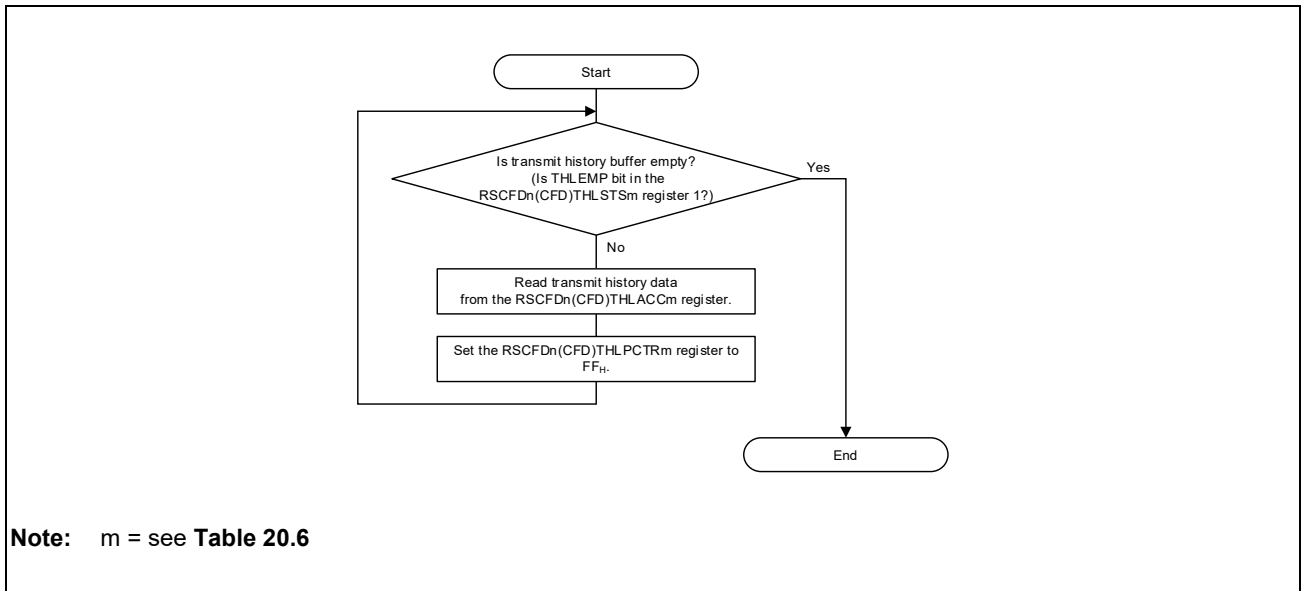 Start
Is transmit history buffer empty?
(Is THLEMP bit in the
RSCFDn(CFD)THLSTSm register 1?)
Yes
No
Read transmit history data
from the RSCFDn(CFD)THLACCm register.
Set the RSCFDn(CFD)THLPCTRm register to
FFH.
End
Note: m = see Table 20.6